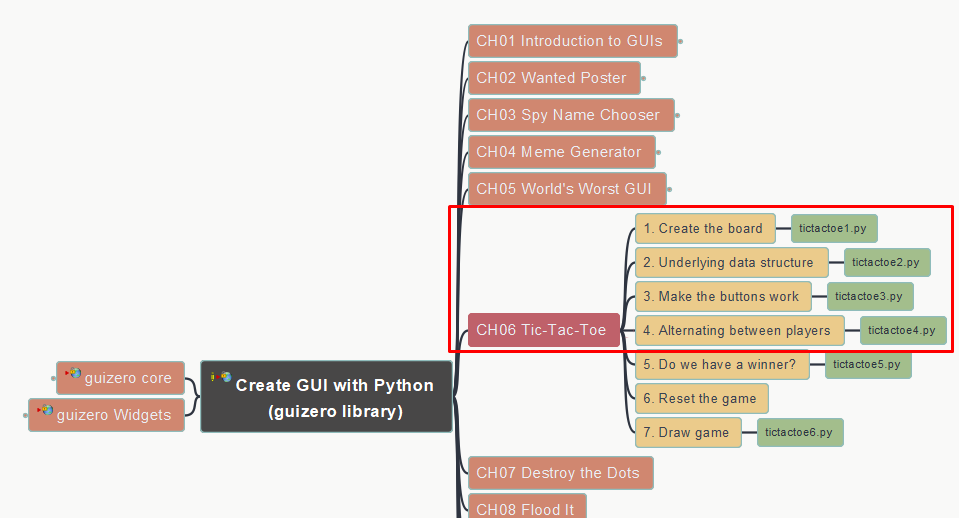 CH01 Introduction to GUIs
CH02 Wanted Poster
CH03 Spy Name Chooser
CH04 Meme Generator
CH05 World's Worst GUI
1. Create the board
tictactoe1.py
2. Underlying data structure
tictactoe2.py
3. Make the buttons work
tictactoe3.py
CH06 Tic-Tac-Toe
4. Alternating between players
tictactoe4.py
5. Do we have a winner?
tictactoe5.py
6. Reset the game
7. Draw game
tictactoe6.py
guizero core
guizero Widgets
Create GUI with Python
(guizero library)
CH07 Destroy the Dots
CH08 Flood It